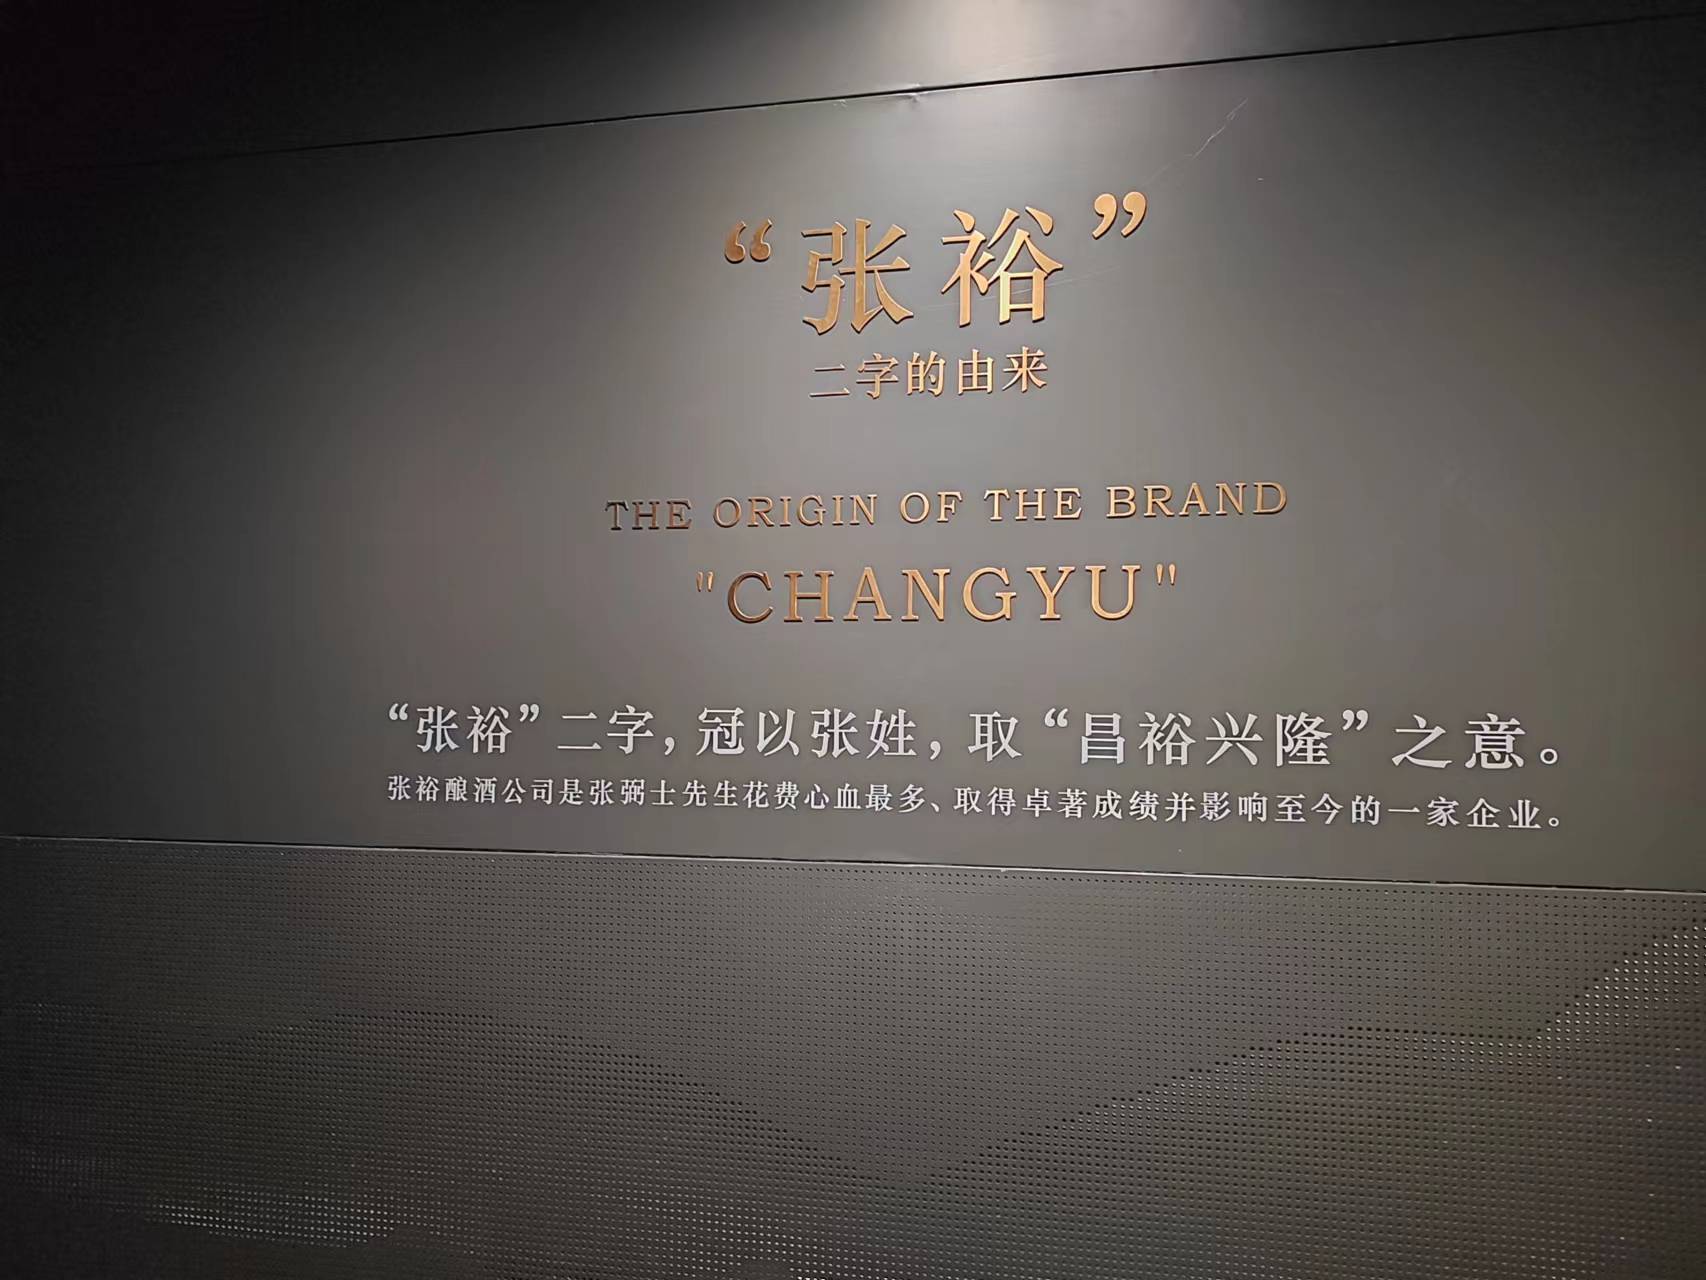 “张裕”
二字的由来
THE ORIGIN OF THE BRAND
"CHANGYU"
“张裕”二字，冠以张姓，取“昌裕兴隆”之意。
张裕酿酒公司是张弼士先生花费心血最多、取得卓著成绩并影响至今的一家企业。